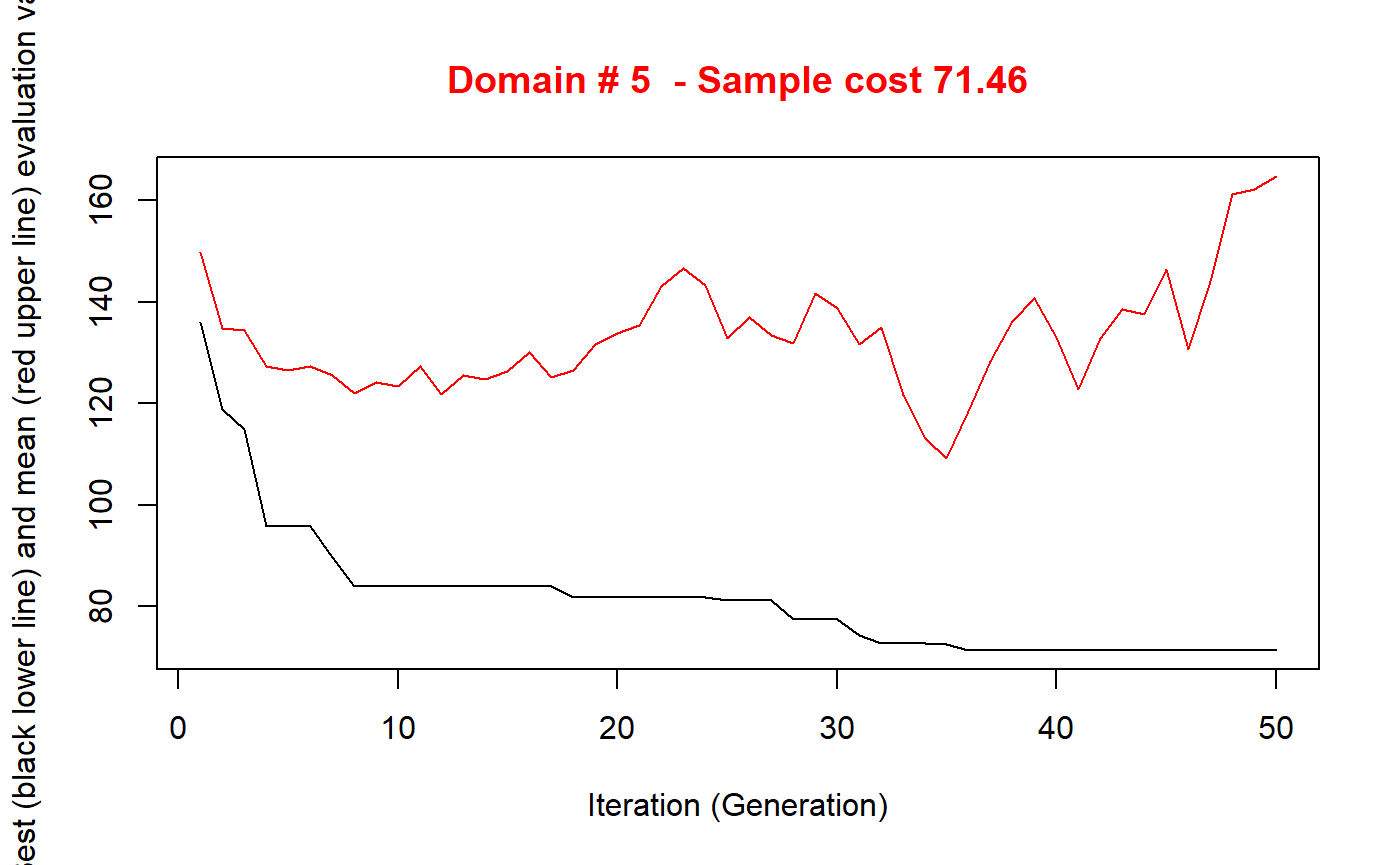 Domain # 5 - Sample cost 71.46
(black lower line) and mean (red upper line) evaluation
160
140
120
100
80
0 10 20 30 40 50
Iteration (Generation)